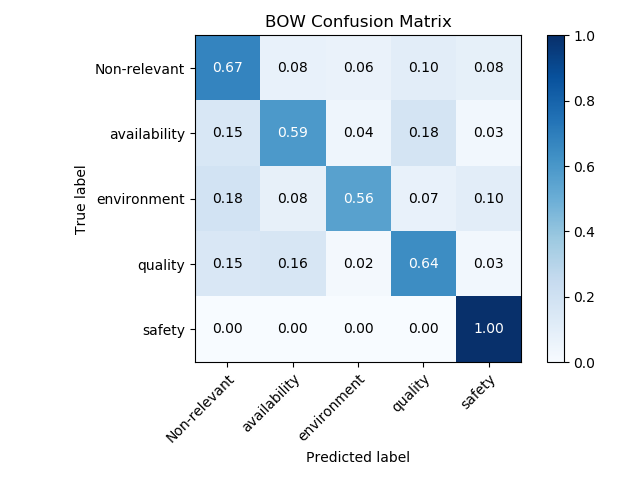 BOW Confusion Matrix
True label
Non-relevant 0.67 0.08 0.06 0.10 0.08
availability 0.15 0.59 0.04 0.18 0.03
environment 0.18 0.08 0.56 0.07 0.10
quality 0.15 0.16 0.02 0.64 0.03
safety 0.00 0.00 0.00 0.00 1.00
Non-relevant availability environment quality safety
Predicted label
1.0
0.8
0.6
0.4
0.2
0.0